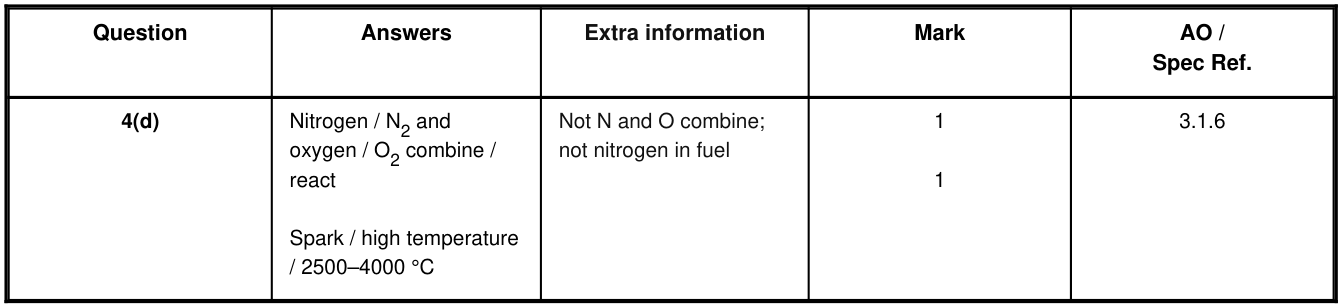 Question Answers Extra information Mark AO /
Spec Ref.
4(d) Nitrogen / N₂ and Not N and O combine; 1 3.1.6
oxygen / O₂ combine / not nitrogen in fuel
react 1
Spark / high temperature
/ 2500–4000 °C